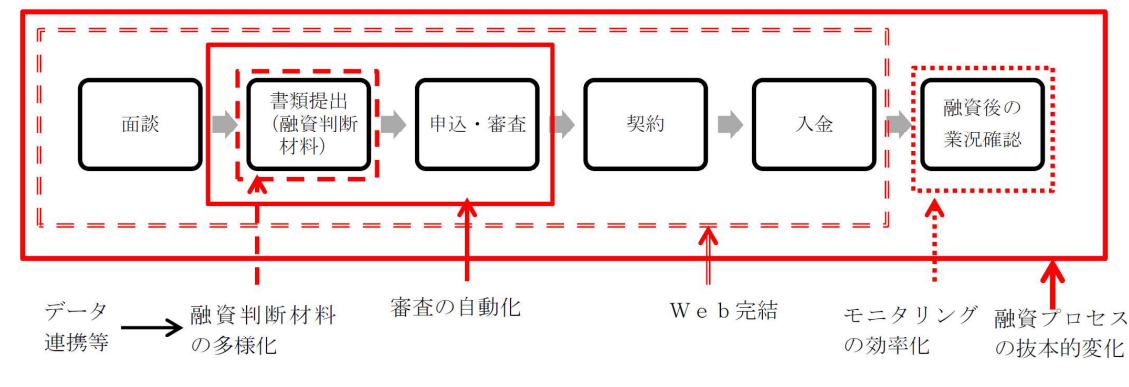 面談
書類提出
（融資判断
材料）
申込・審査
契約
入金
融資後の
業況確認
データ
連携等
融資判断材料
の多様化
審査の自動化
Ｗｅｂ完結
モニタリング
の効率化
融資プロセス
の抜本的変化